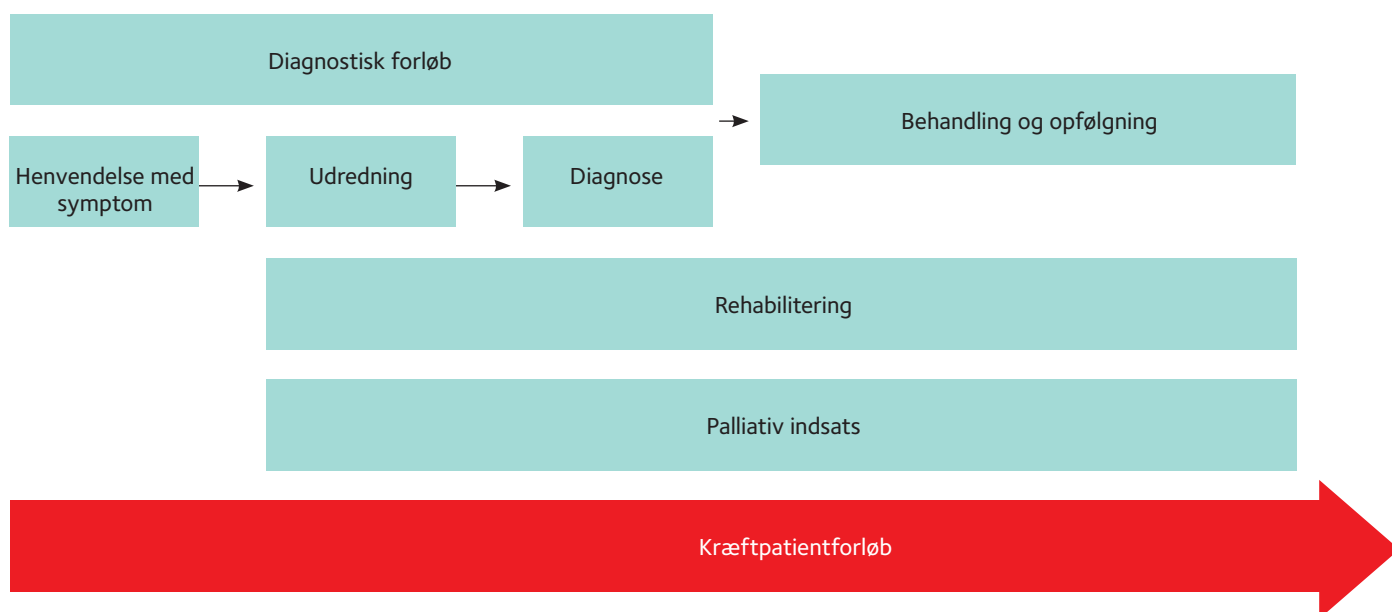 Diagnostisk forløb
Behandling og opfølgning
Henvendelse med
symptom
Udredning
Diagnose
Rehabilitering
Palliativ indsats
Kræftpatientforløb